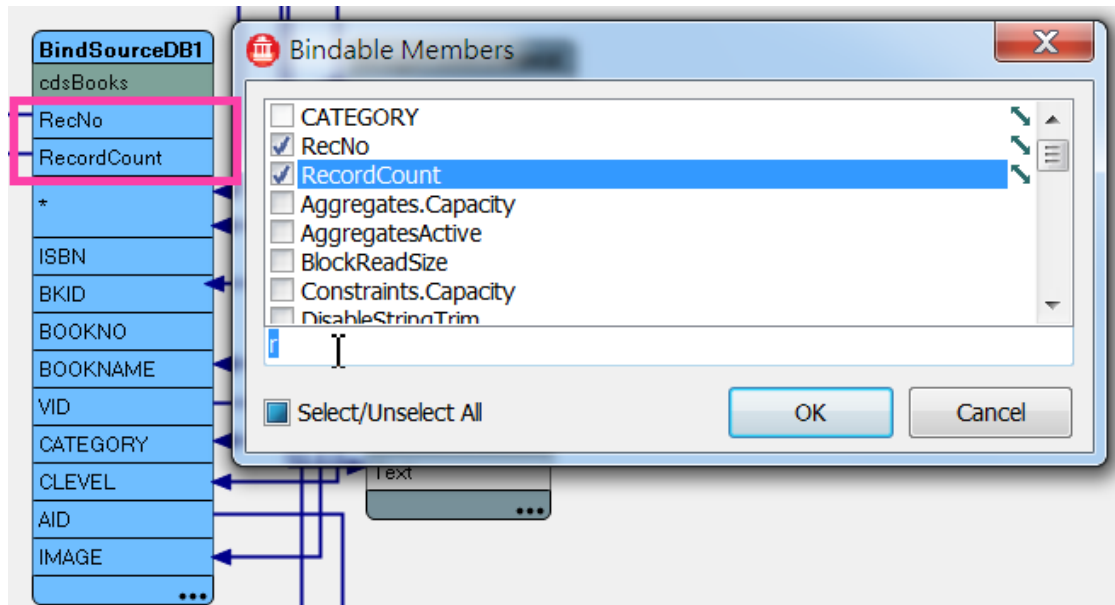 BindSourceDB1
cdsBooks
RecNo
RecordCount
*
ISBN
BKID
BOOKNO
BOOKNAME
VID
CATEGORY
CLEVEL
AID
IMAGE
Bindable Members
CATEGORY
RecNo
RecordCount
Aggregates.Capacity
AggregatesActive
BlockReadSize
Constraints.Capacity
DisableStringTrim
r
Select/Unselect All
OK
Cancel
Text